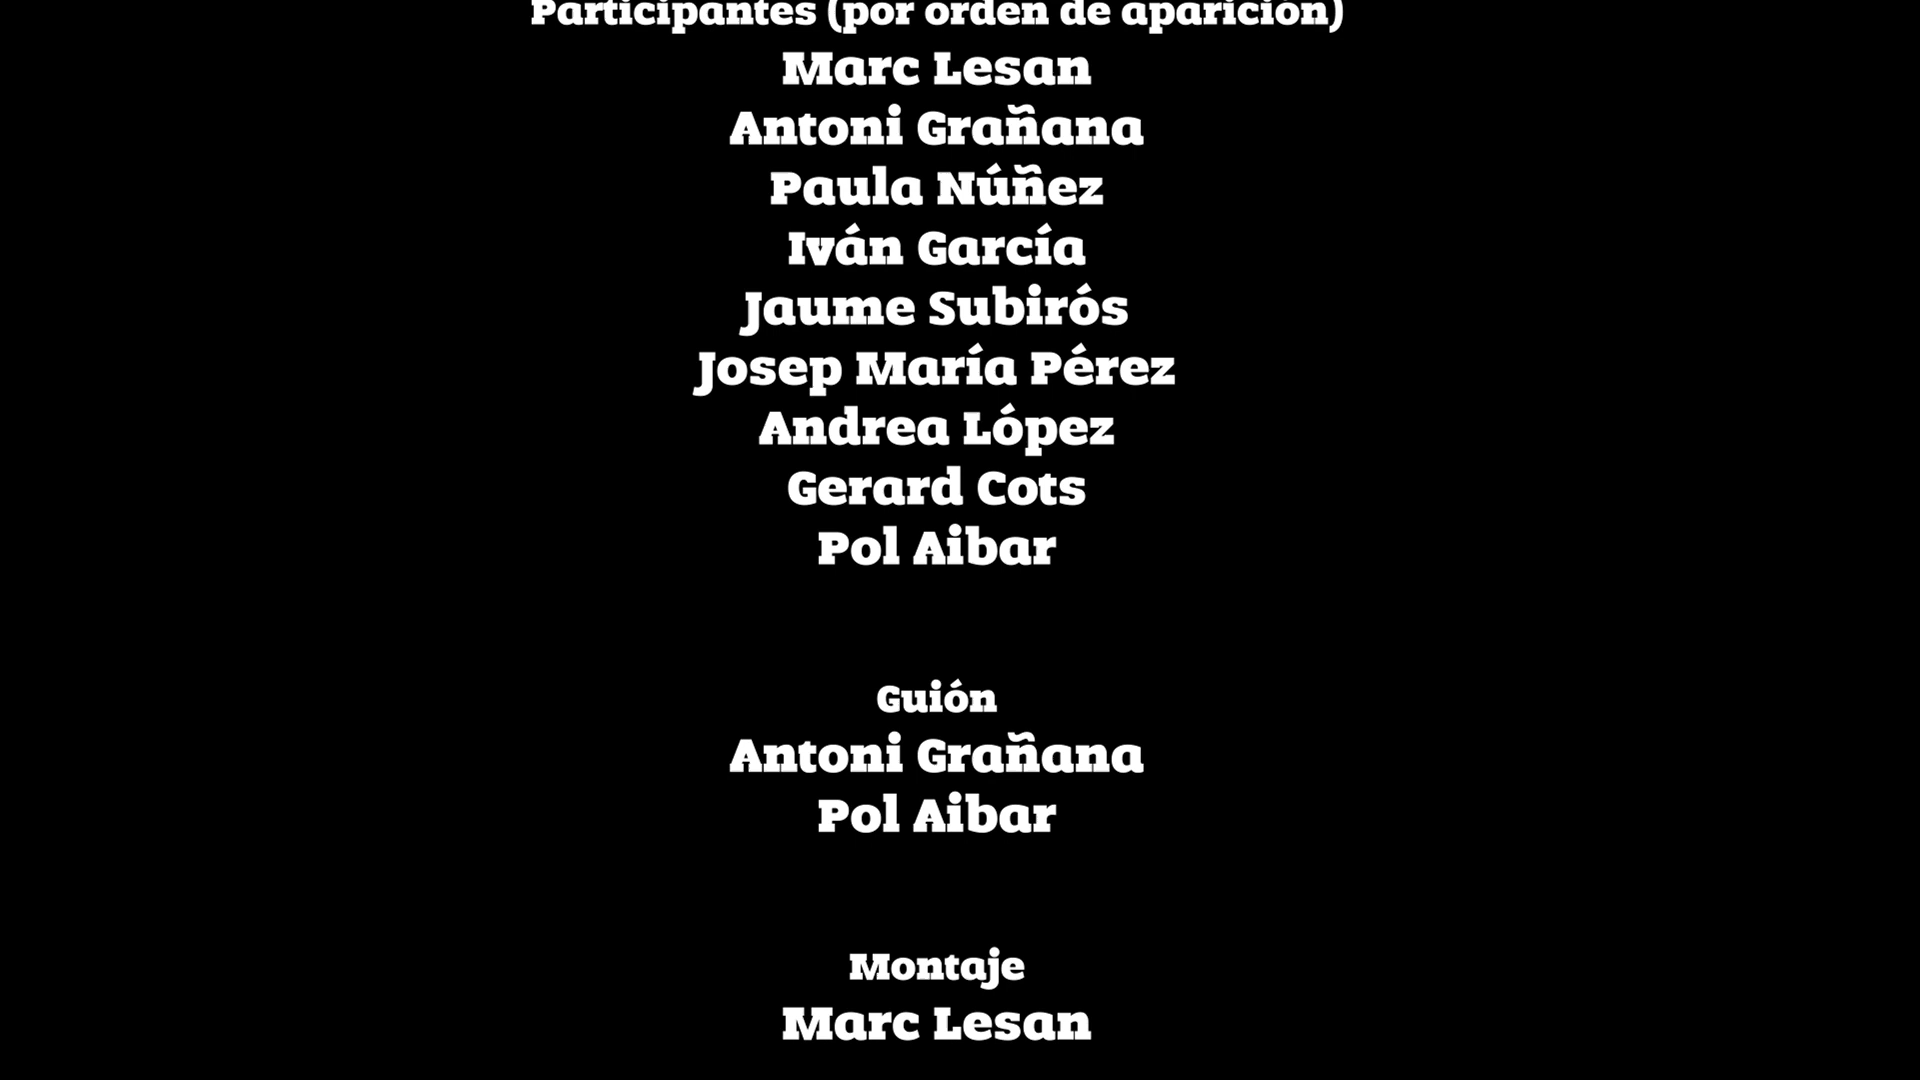 Participantes (por orden de aparición)
Marc Lesan
Antoni Grañana
Paula Núñez
Iván García
Jaume Subirós
Josep María Pérez
Andrea López
Gerard Cots
Pol Aibar
Guión
Antoni Grañana
Pol Aibar
Montaje
Marc Lesan